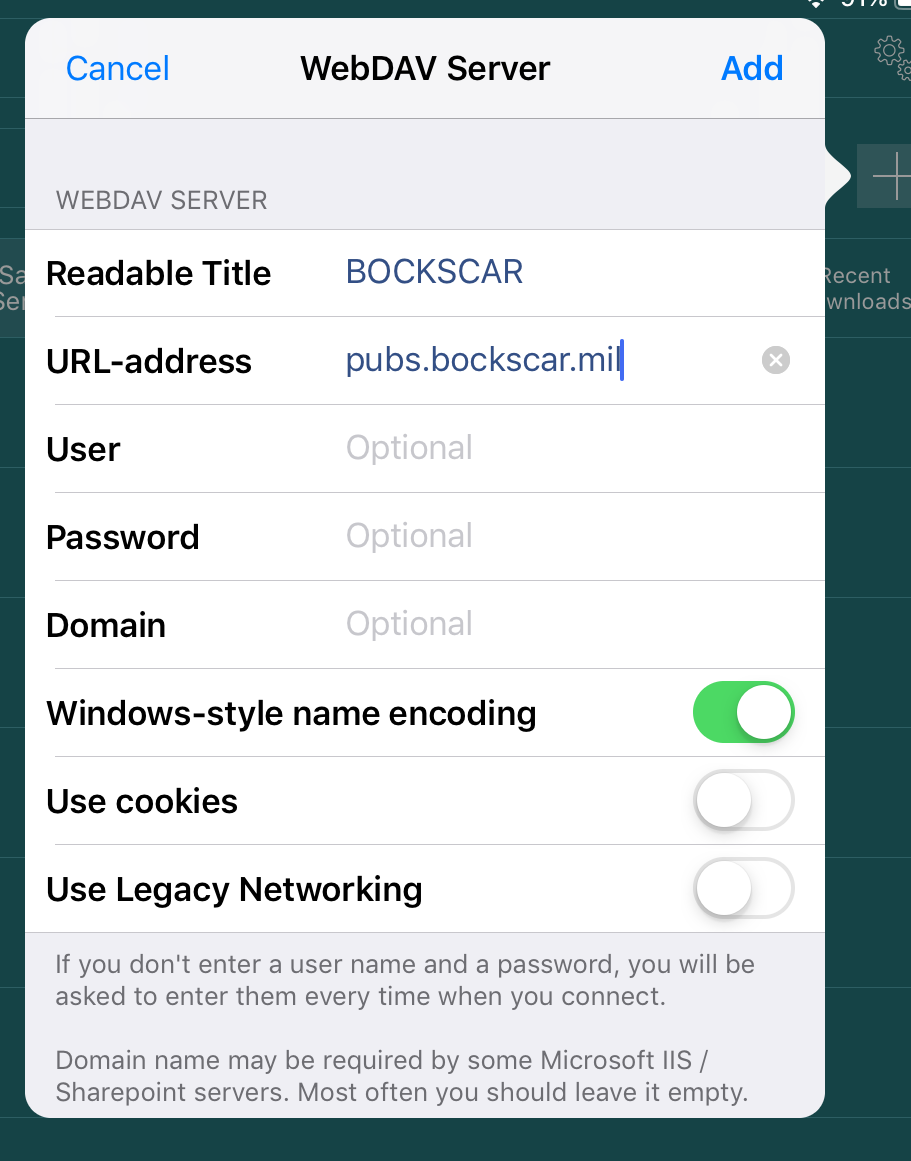 Cancel WebDAV Server Add
WEBDAV SERVER
Readable Title BOCKSCAR
URL-address pubs.bockscar.mil
User Optional
Password Optional
Domain Optional
Windows-style name encoding
Use cookies
Use Legacy Networking
If you don't enter a user name and a password, you will be
asked to enter them every time when you connect.
Domain name may be required by some Microsoft IIS /
Sharepoint servers. Most often you should leave it empty.
Recent